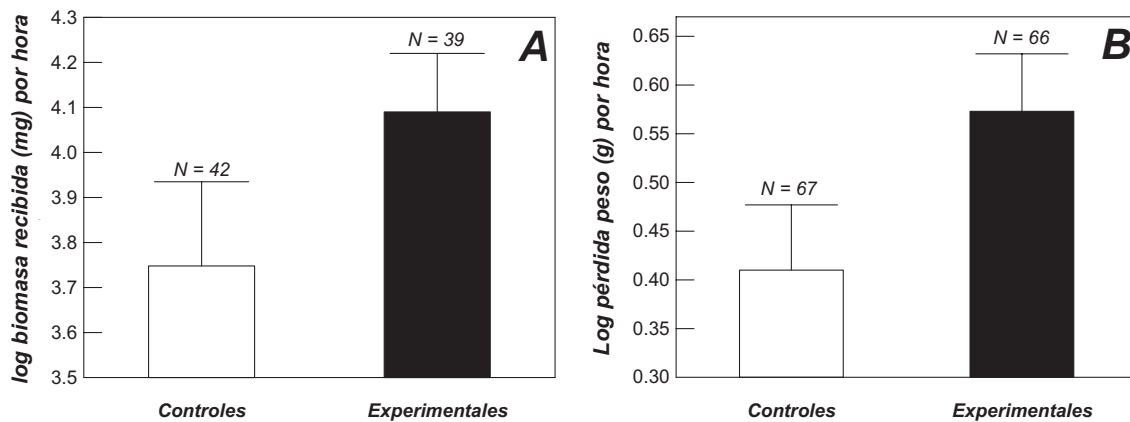 A
log biomasa recibida (mg) por hora
4.3
4.2
4.1
4.0
3.9
3.8
3.7
3.6
3.5
N = 42
N = 39
Controles
Experimentales
B
Log pérdida peso (g) por hora
0.65
0.60
0.55
0.50
0.45
0.40
0.35
0.30
N = 67
N = 66
Controles
Experimentales